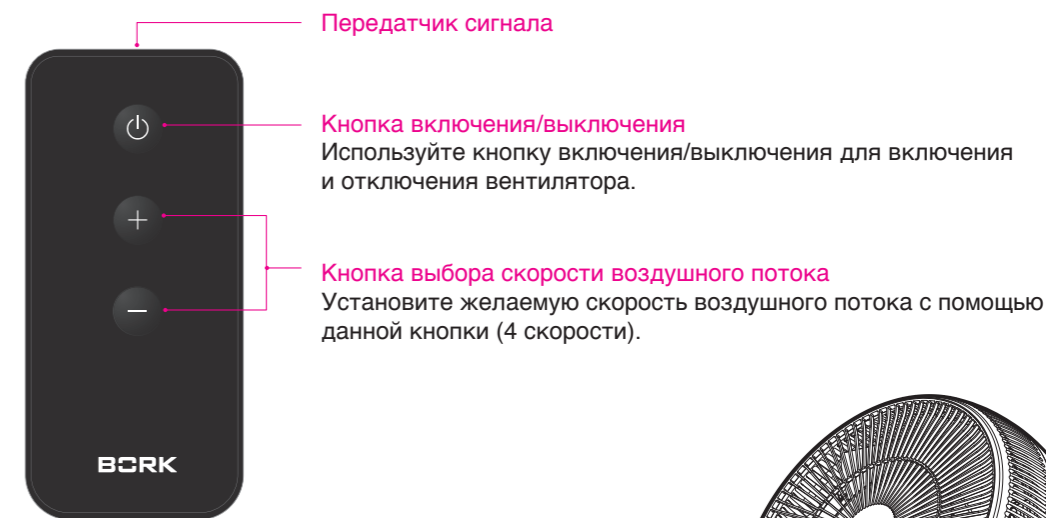 Передатчик сигнала
Кнопка включения/выключения
Используйте кнопку включения/выключения для включения
и отключения вентилятора.
Кнопка выбора скорости воздушного потока
Установите желаемую скорость воздушного потока с помощью
данной кнопки (4 скорости).
BORK